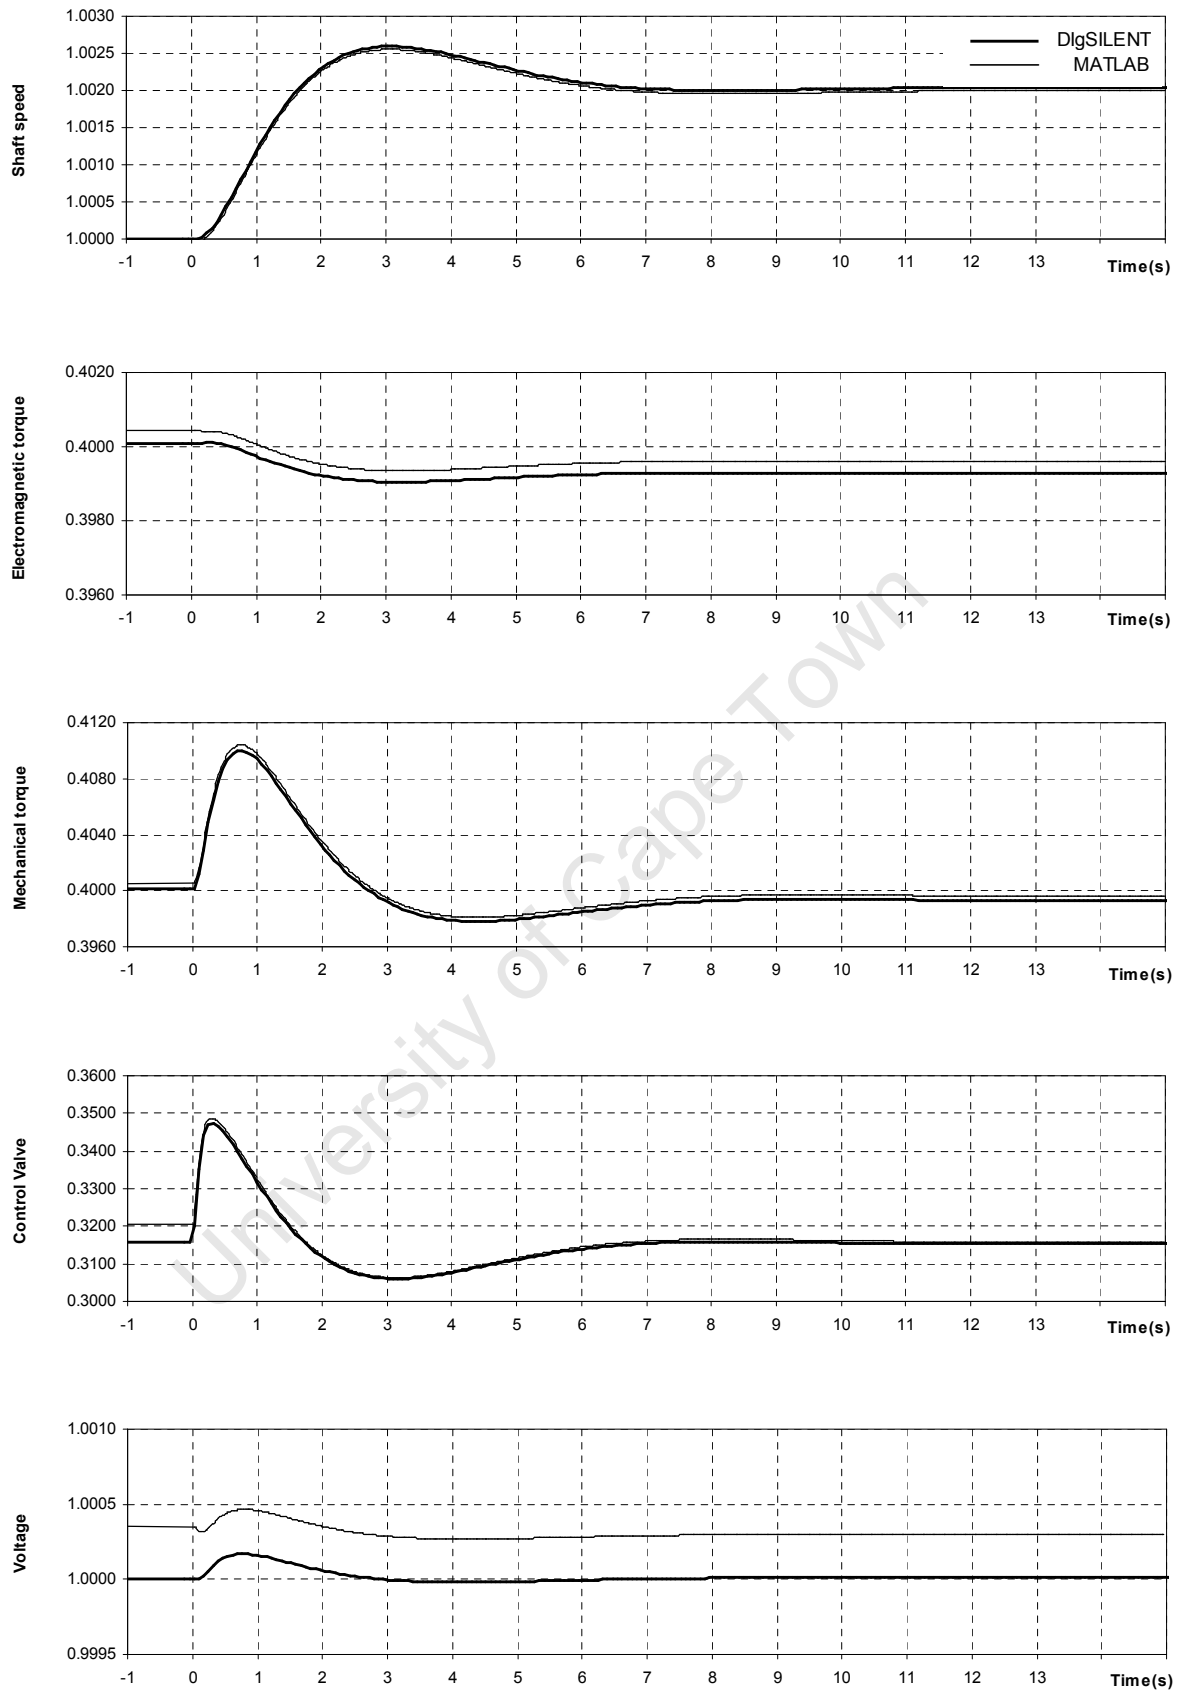 1.0030
1.0025
1.0020
1.0015
1.0010
1.0005
1.0000
Shaft speed
DIgSILENT
MATLAB
-1 0 1 2 3 4 5 6 7 8 9 10 11 12 13 Time(s)
0.4020
0.4000
0.3980
0.3960
Electromagnetic torque
-1 0 1 2 3 4 5 6 7 8 9 10 11 12 13 Time(s)
0.4120
0.4080
0.4040
0.4000
0.3960
Mechanical torque
-1 0 1 2 3 4 5 6 7 8 9 10 11 12 13 Time(s)
0.3600
0.3500
0.3400
0.3300
0.3200
0.3100
0.3000
Control Valve
-1 0 1 2 3 4 5 6 7 8 9 10 11 12 13 Time(s)
1.0010
1.0005
1.0000
0.9995
Voltage
-1 0 1 2 3 4 5 6 7 8 9 10 11 12 13 Time(s)
University of Cape Town